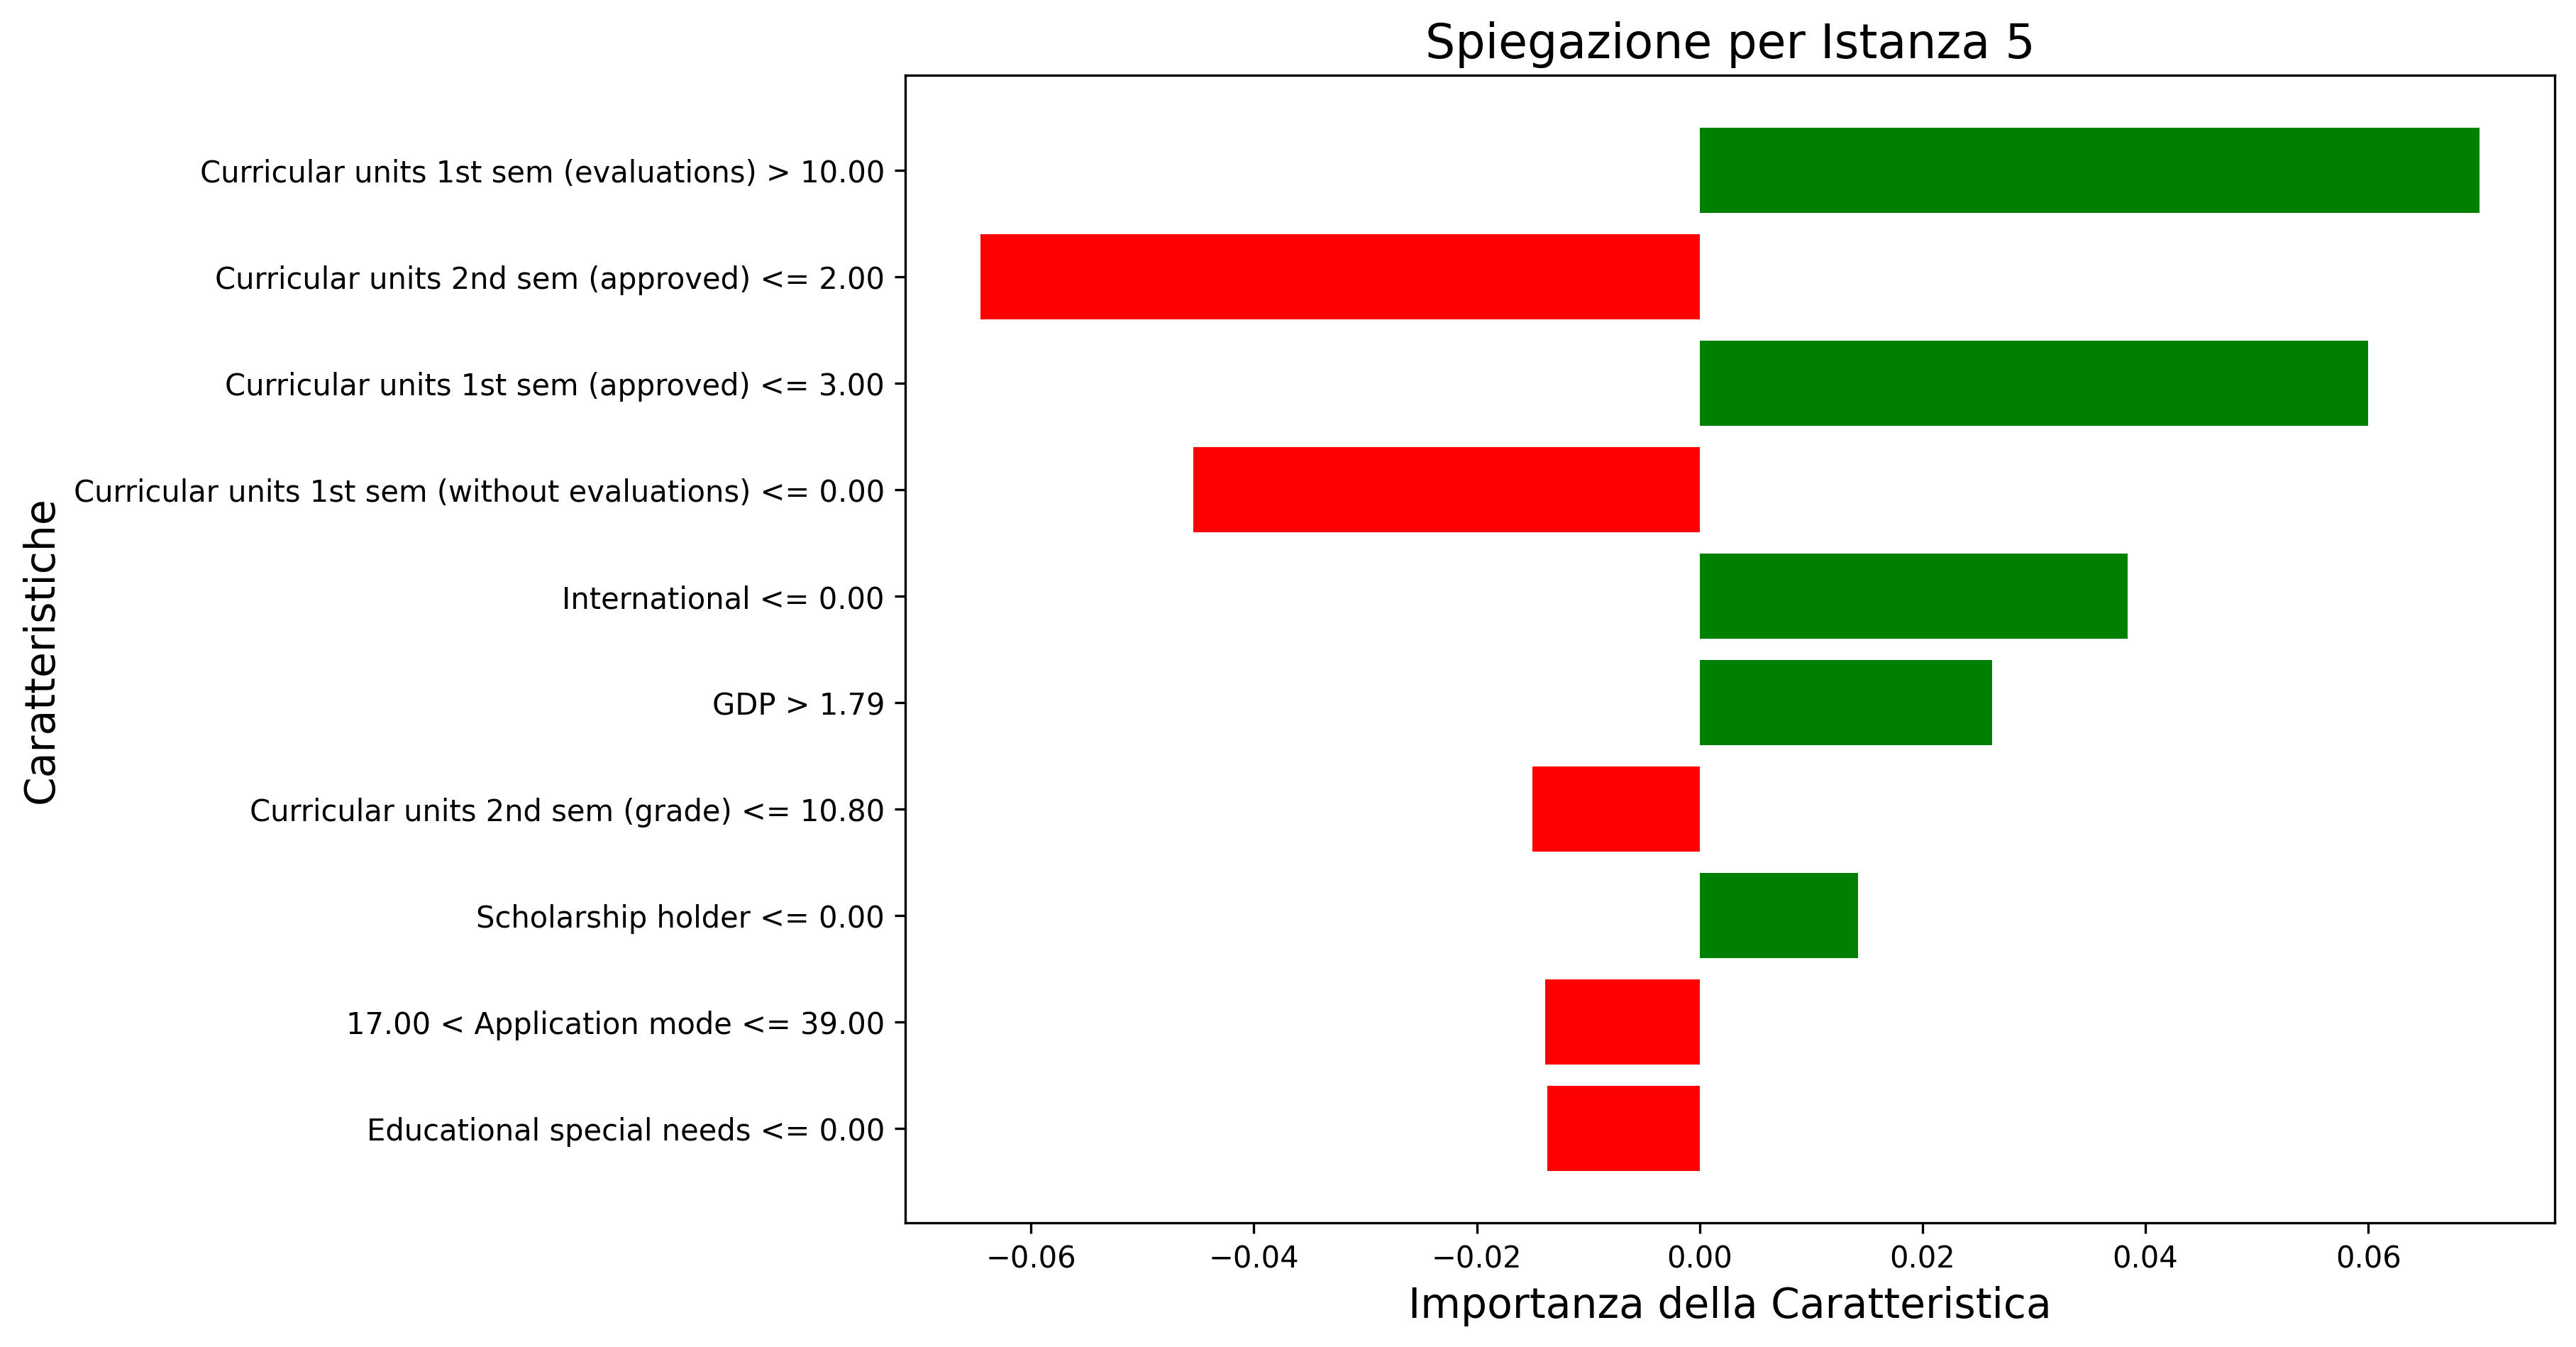 Spiegazione per Istanza 5
Curricular units 1st sem (evaluations) > 10.00
Curricular units 2nd sem (approved) <= 2.00
Curricular units 1st sem (approved) <= 3.00
Curricular units 1st sem (without evaluations) <= 0.00
International <= 0.00
GDP > 1.79
Curricular units 2nd sem (grade) <= 10.80
Scholarship holder <= 0.00
17.00 < Application mode <= 39.00
Educational special needs <= 0.00
Caratteristiche
−0.06 −0.04 −0.02 0.00 0.02 0.04 0.06
Importanza della Caratteristica